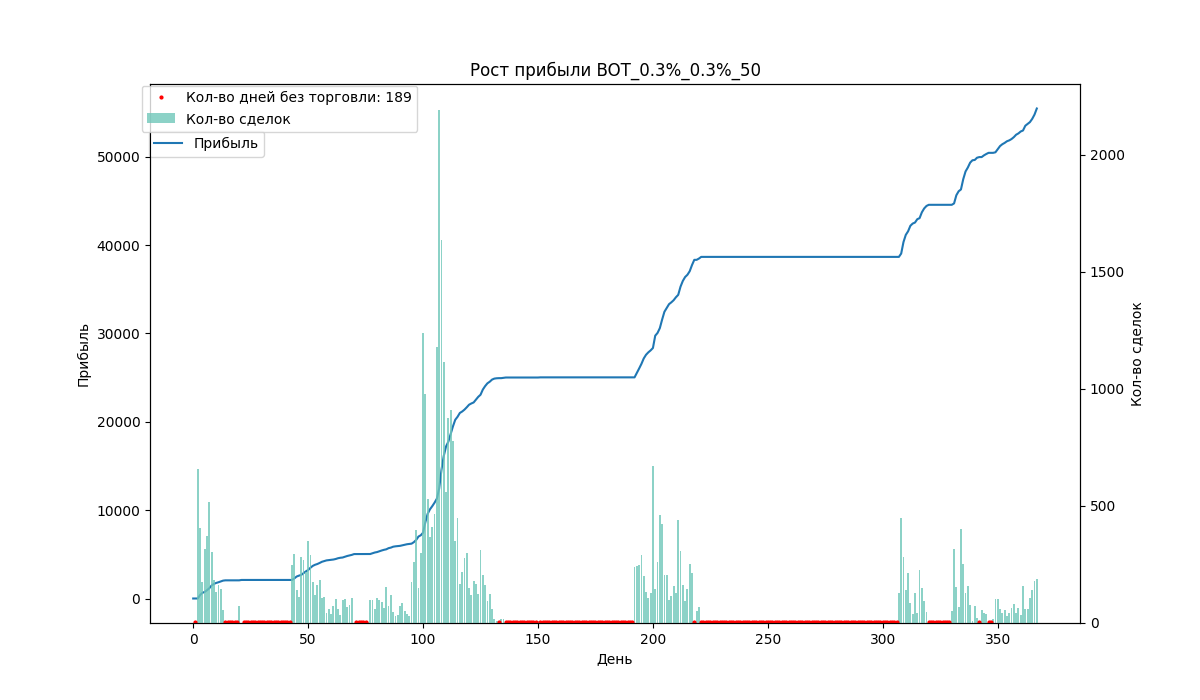 Рост прибыли BOT_0.3%_0.3%_50
Кол-во дней без торговли: 189
Кол-во сделок
Прибыль
Прибыль
50000
40000
30000
20000
10000
0
2000
1500
1000
500
0
Кол-во сделок
0 50 100 150 200 250 300 350
День